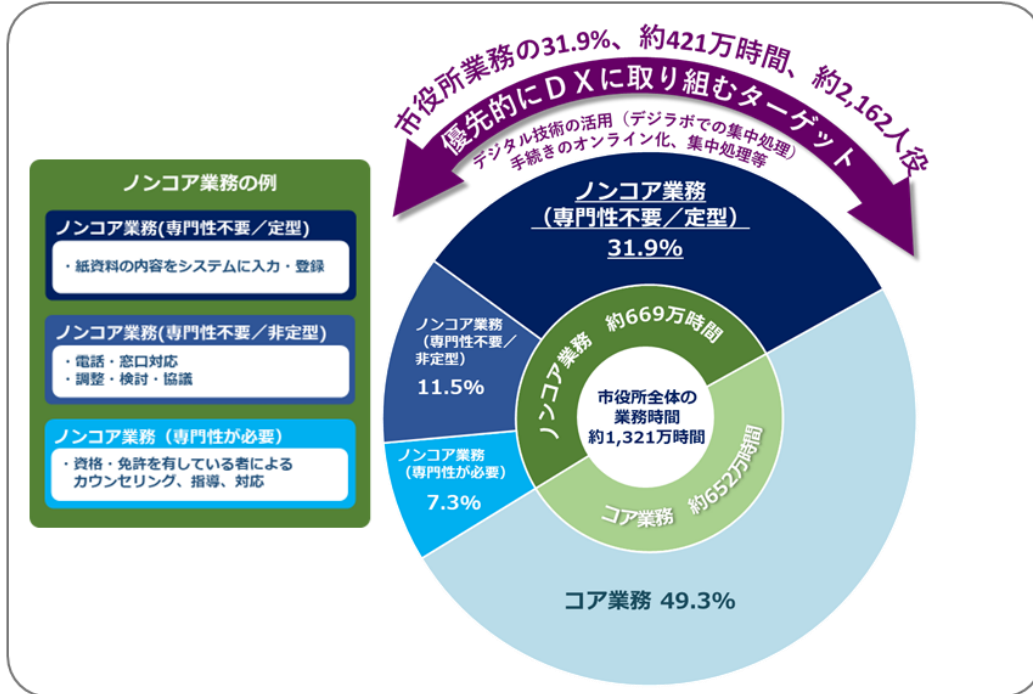 市役所業務の31.9%、約421万時間、約2,162人役
優先的にＤＸに取り組むターゲット
デジタル技術の活用（デジラボでの集中処理）
手続きのオンライン化、集中処理等
ノンコア業務の例
ノンコア業務(専門性不要／定型)
・紙資料の内容をシステムに入力・登録
ノンコア業務(専門性不要／非定型)
・電話・窓口対応
・調整・検討・協議
ノンコア業務（専門性が必要）
・資格・免許を有している者による
カウンセリング、指導、対応
ノンコア業務
（専門性不要／定型）
31.9%
ノンコア業務
（専門性不要／
非定型）
11.5%
ノンコア業務
（専門性が必要）
7.3%
ノンコア業務　約669万時間
市役所全体の
業務時間
約1,321万時間
コア業務　約652万時間
コア業務 49.3%